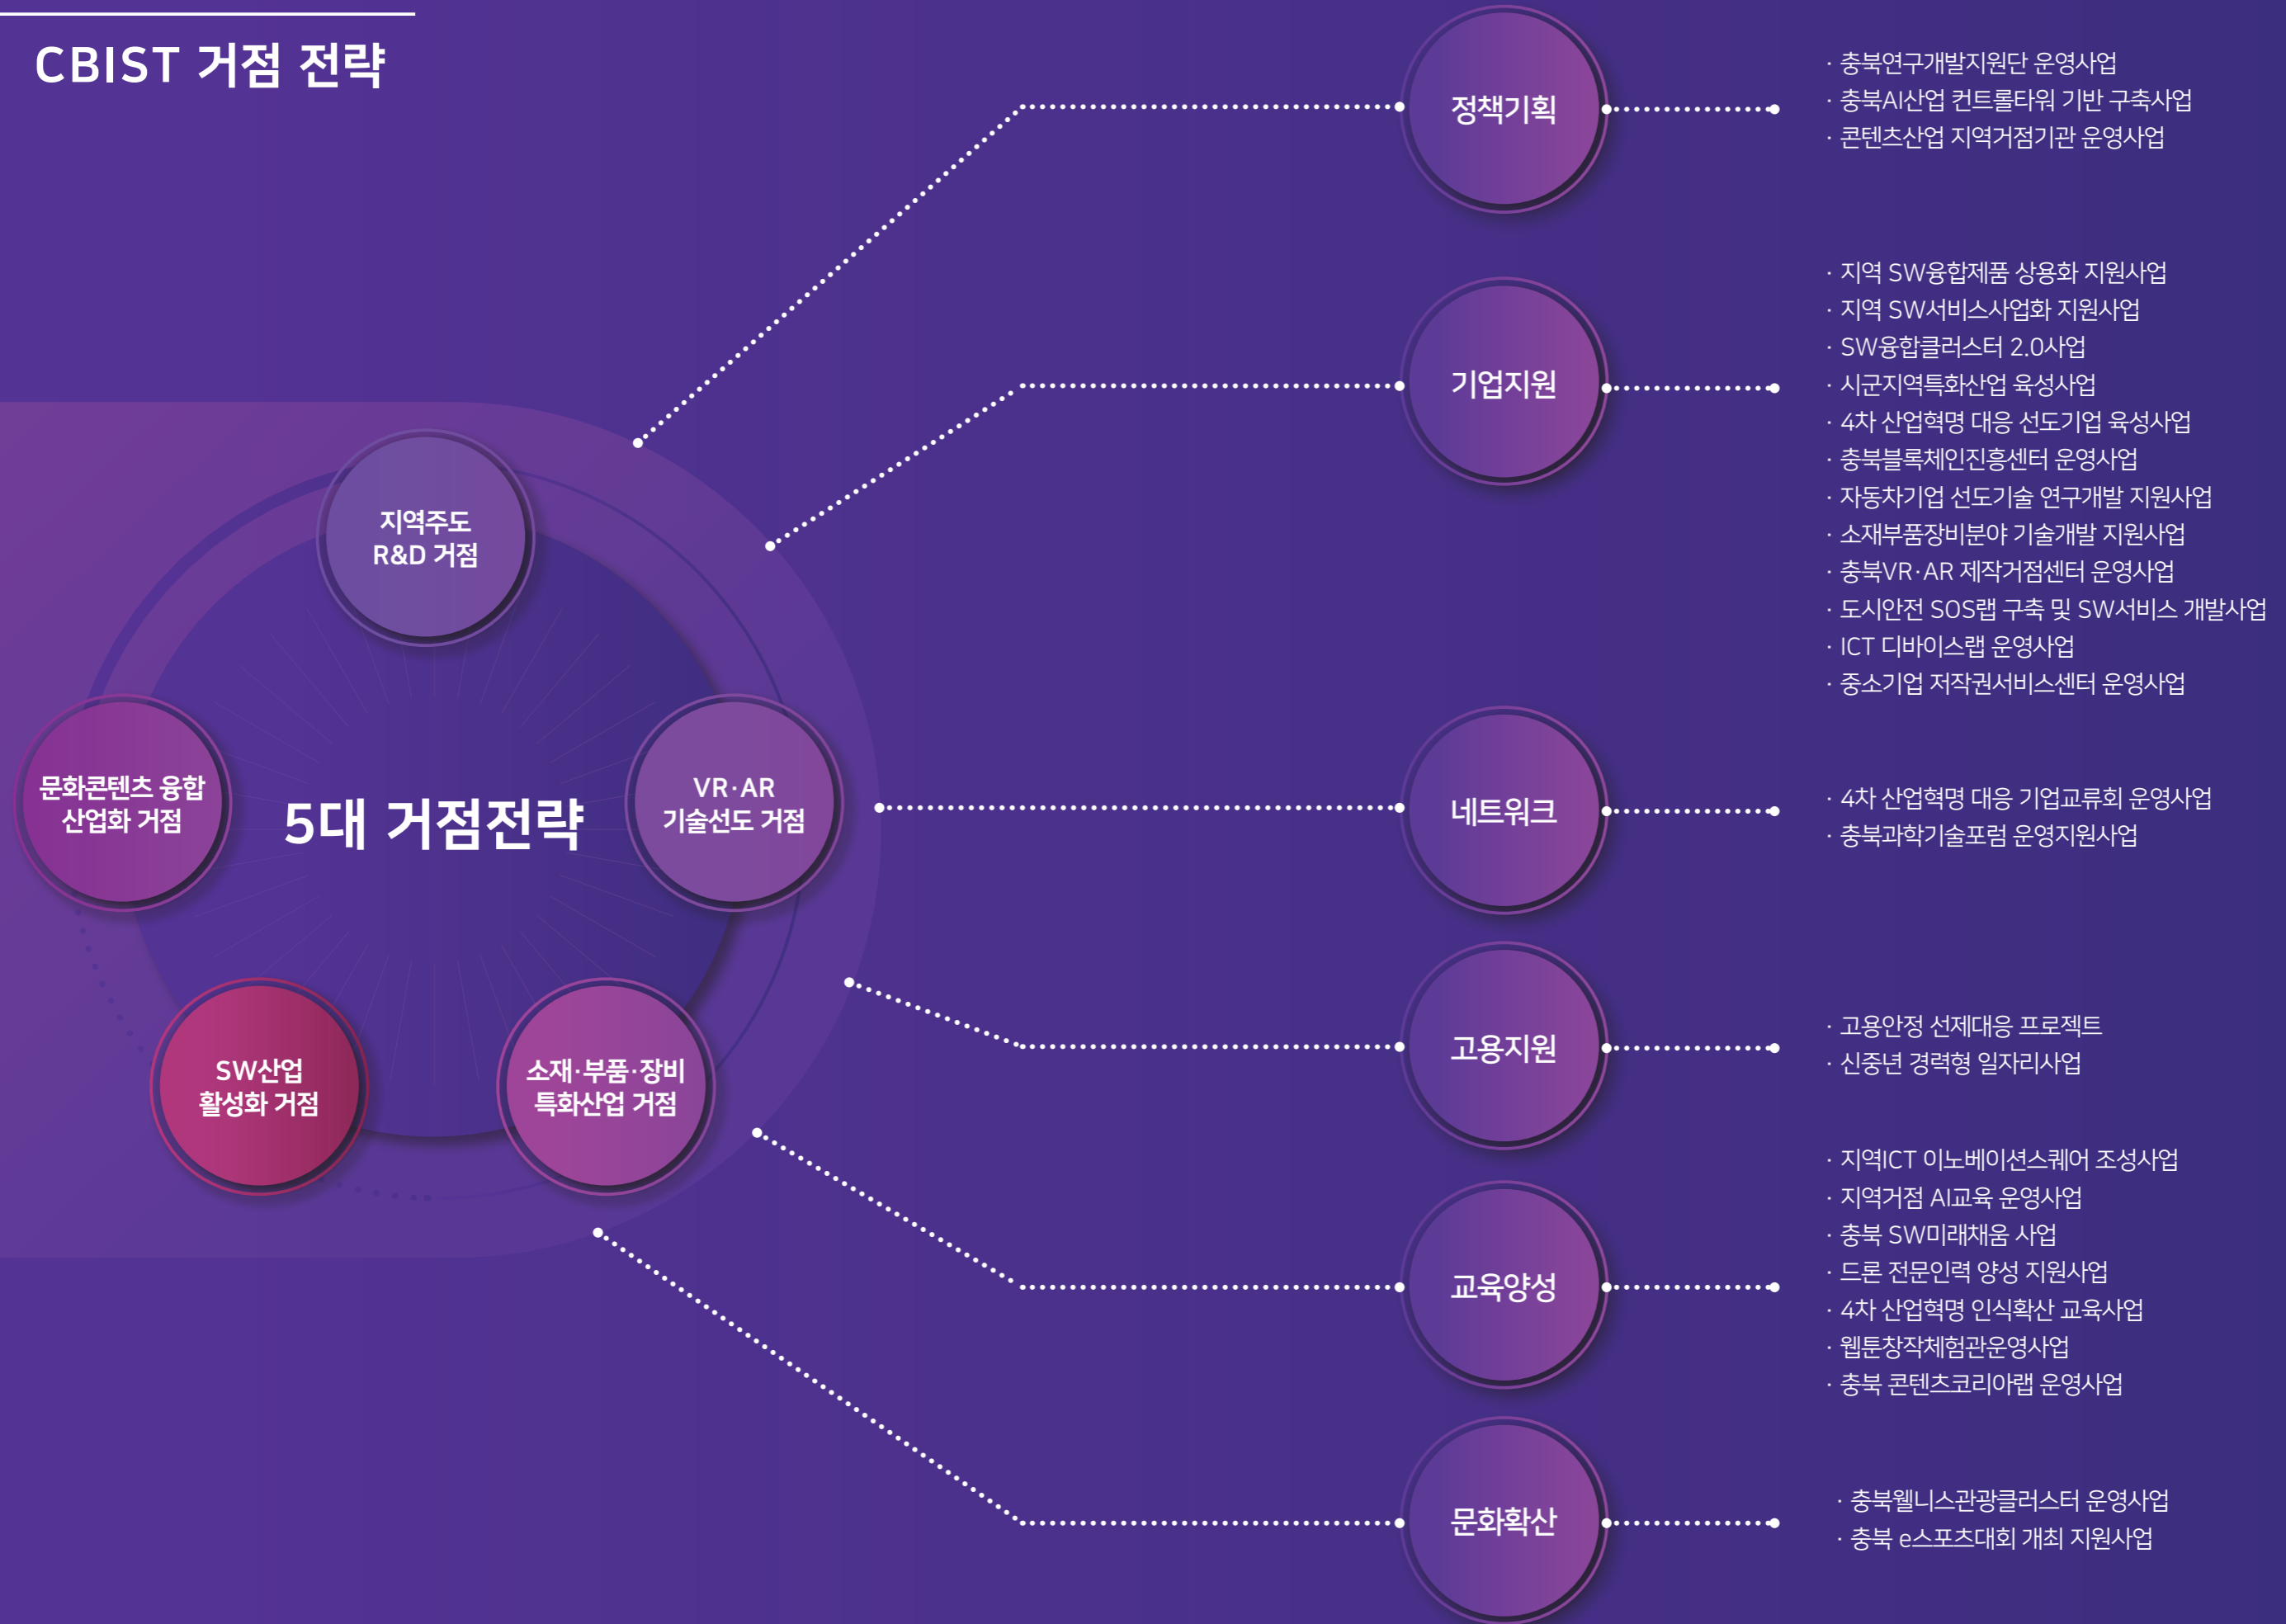 CBIST 거점 전략
지역주도
R&D 거점
문화콘텐츠 융합
산업화 거점
5대 거점전략
VR·AR
기술선도 거점
SW산업
활성화 거점
소재·부품·장비
특화산업 거점
정책기획
· 충북연구개발지원단 운영사업
· 충북AI산업 컨트롤타워 기반 구축사업
· 콘텐츠산업 지역거점기관 운영사업
기업지원
· 지역 SW융합제품 상용화 지원사업
· 지역 SW서비스사업화 지원사업
· SW융합클러스터 2.0사업
· 시군지역특화산업 육성사업
· 4차 산업혁명 대응 선도기업 육성사업
· 충북블록체인진흥센터 운영사업
· 자동차기업 선도기술 연구개발 지원사업
· 소재부품장비분야 기술개발 지원사업
· 충북VR·AR 제작거점센터 운영사업
· 도시안전 SOS랩 구축 및 SW서비스 개발사업
· ICT 디바이스랩 운영사업
· 중소기업 저작권서비스센터 운영사업
네트워크
· 4차 산업혁명 대응 기업교류회 운영사업
· 충북과학기술포럼 운영지원사업
고용지원
· 고용안정 선제대응 프로젝트
· 신중년 경력형 일자리사업
교육양성
· 지역ICT 이노베이션스퀘어 조성사업
· 지역거점 AI교육 운영사업
· 충북 SW미래채움 사업
· 드론 전문인력 양성 지원사업
· 4차 산업혁명 인식확산 교육사업
· 웹툰창작체험관운영사업
· 충북 콘텐츠코리아랩 운영사업
문화확산
· 충북웰니스관광클러스터 운영사업
· 충북 e스포츠대회 개최 지원사업